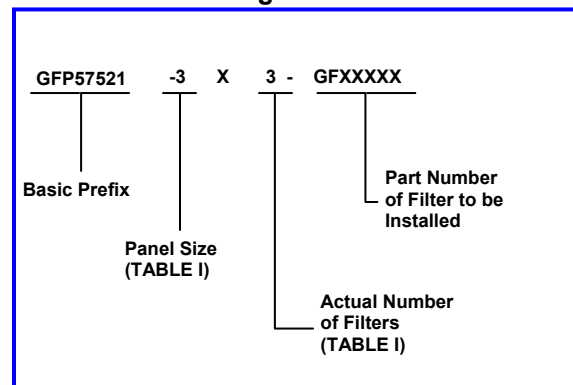 GFP57521 -3 X 3 - GFXXXXX
Basic Prefix
Part Number
of Filter to be
Installed
Panel Size
(TABLE I)
Actual Number
of Filters
(TABLE I)